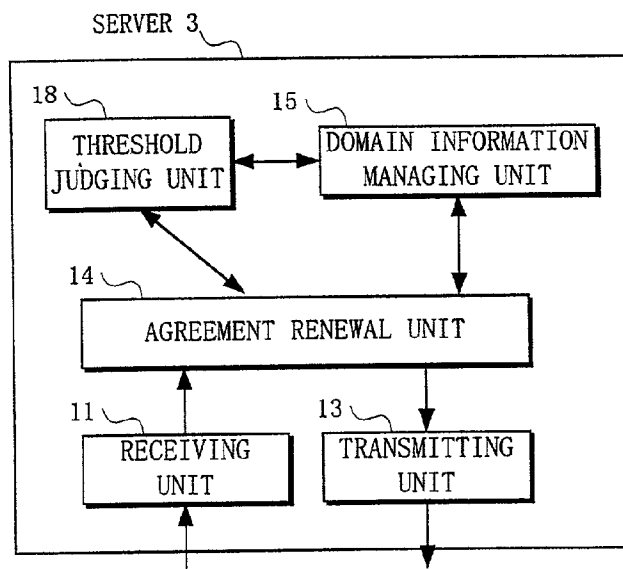 SERVER 3
18
15
THRESHOLD
JUDGING UNIT
DOMAIN INFORMATION
MANAGING UNIT
14
AGREEMENT RENEWAL UNIT
11
13
RECEIVING
UNIT
TRANSMITTING
UNIT